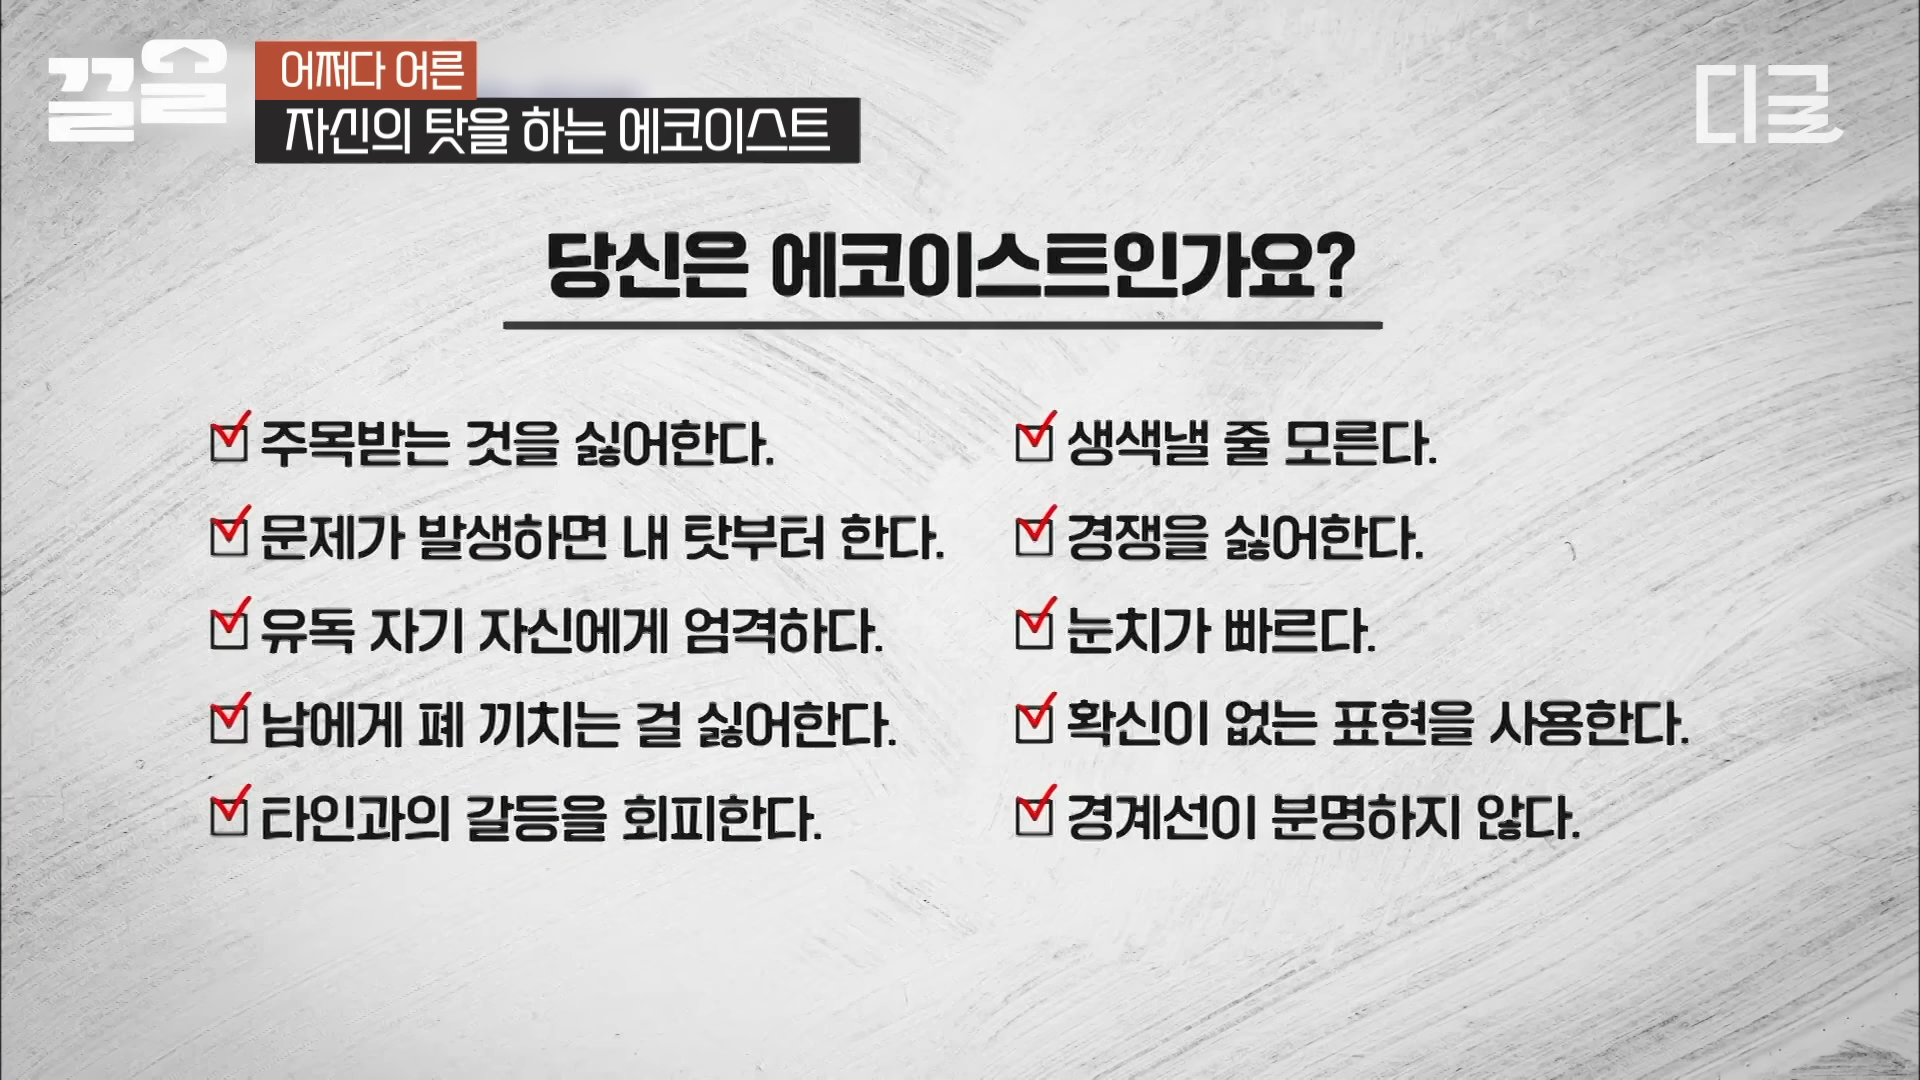 끌올
어쩌다 어른
자신의 탓을 하는 에코이스트
디글
당신은 에코이스트인가요?
주목받는 것을 싫어한다.
문제가 발생하면 내 탓부터 한다.
유독 자기 자신에게 엄격하다.
남에게 폐 끼치는 걸 싫어한다.
타인과의 갈등을 회피한다.
생색낼 줄 모른다.
경쟁을 싫어한다.
눈치가 빠르다.
확신이 없는 표현을 사용한다.
경계선이 분명하지 않다.